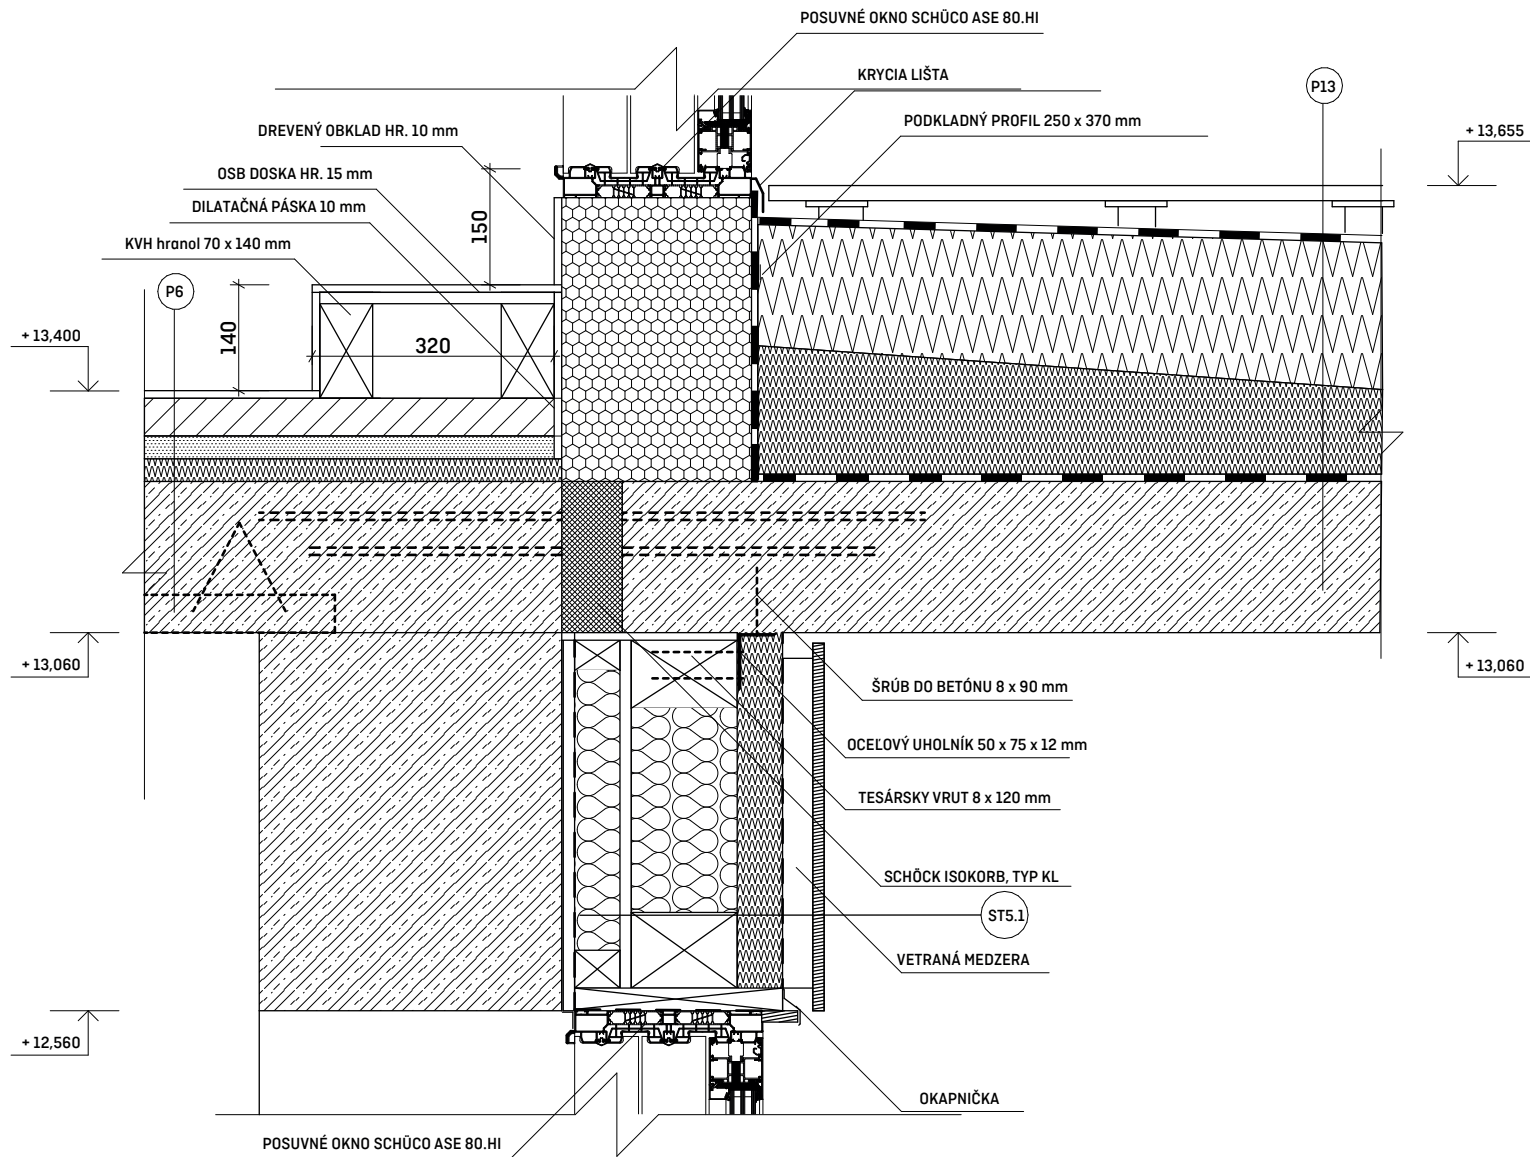 POSUVNÉ OKNO SCHÜCO ASE 80.HI
KRYCIA LIŠTA
P13
PODKLADNÝ PROFIL 250 x 370 mm
DREVENÝ OBKLAD HR. 10 mm
+ 13,655
OSB DOSKA HR. 15 mm
DILATAČNÁ PÁSKA 10 mm
150
KVH hranol 70 x 140 mm
P6
140
+ 13,400
320
+ 13,060
+ 13,060
ŠRÚB DO BETÓNU 8 x 90 mm
OCEĽOVÝ UHOLNÍK 50 x 75 x 12 mm
TESÁRSKY VRUT 8 x 120 mm
SCHÖCK ISOKORB, TYP KL
ST5.1
VETRANÁ MEDZERA
+ 12,560
OKAPNIČKA
POSUVNÉ OKNO SCHÜCO ASE 80.HI